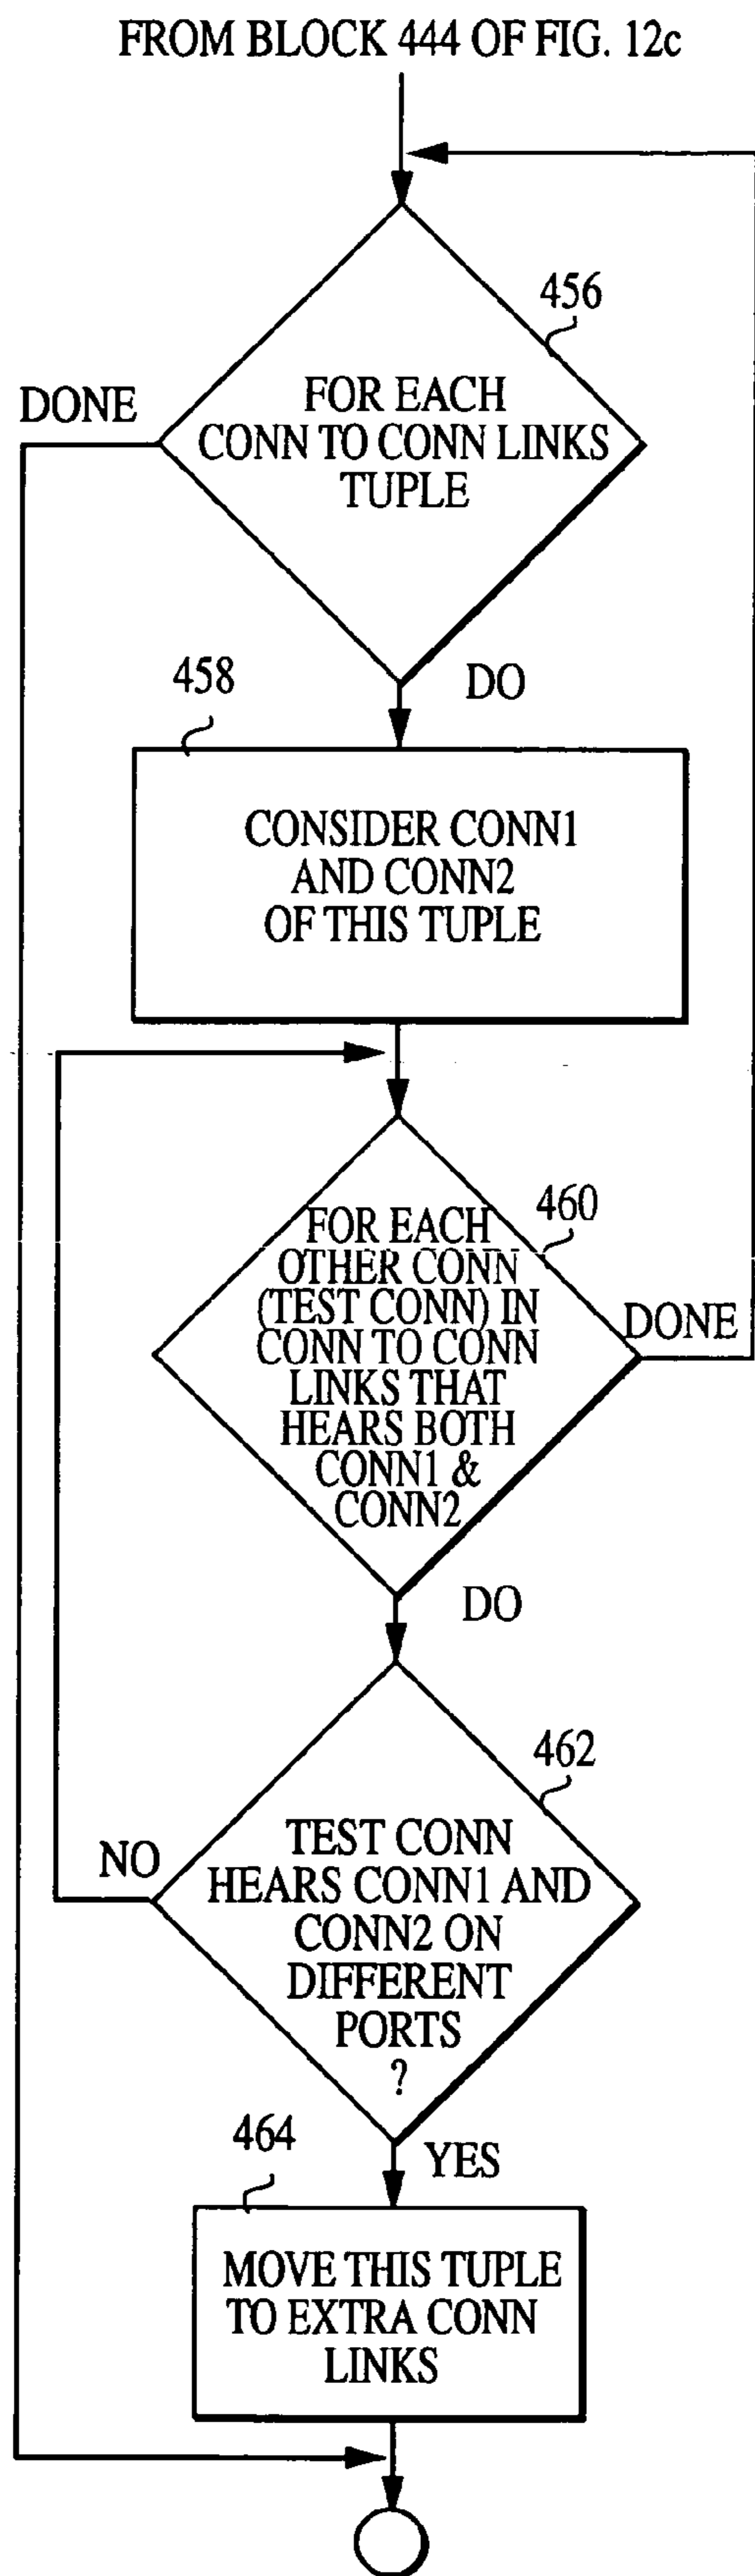 FROM BLOCK 444 OF FIG. 12c
456
DONE
FOR EACH
CONN TO CONN LINKS
TUPLE
458
DO
CONSIDER CONN1
AND CONN2
OF THIS TUPLE
460
FOR EACH
OTHER CONN
(TEST CONN) IN
CONN TO CONN
LINKS THAT
HEARS BOTH
CONN1 &
CONN2
DONE
DO
462
NO
TEST CONN
HEARS CONN1 AND
CONN2 ON
DIFFERENT
PORTS
?
464
YES
MOVE THIS TUPLE
TO EXTRA CONN
LINKS